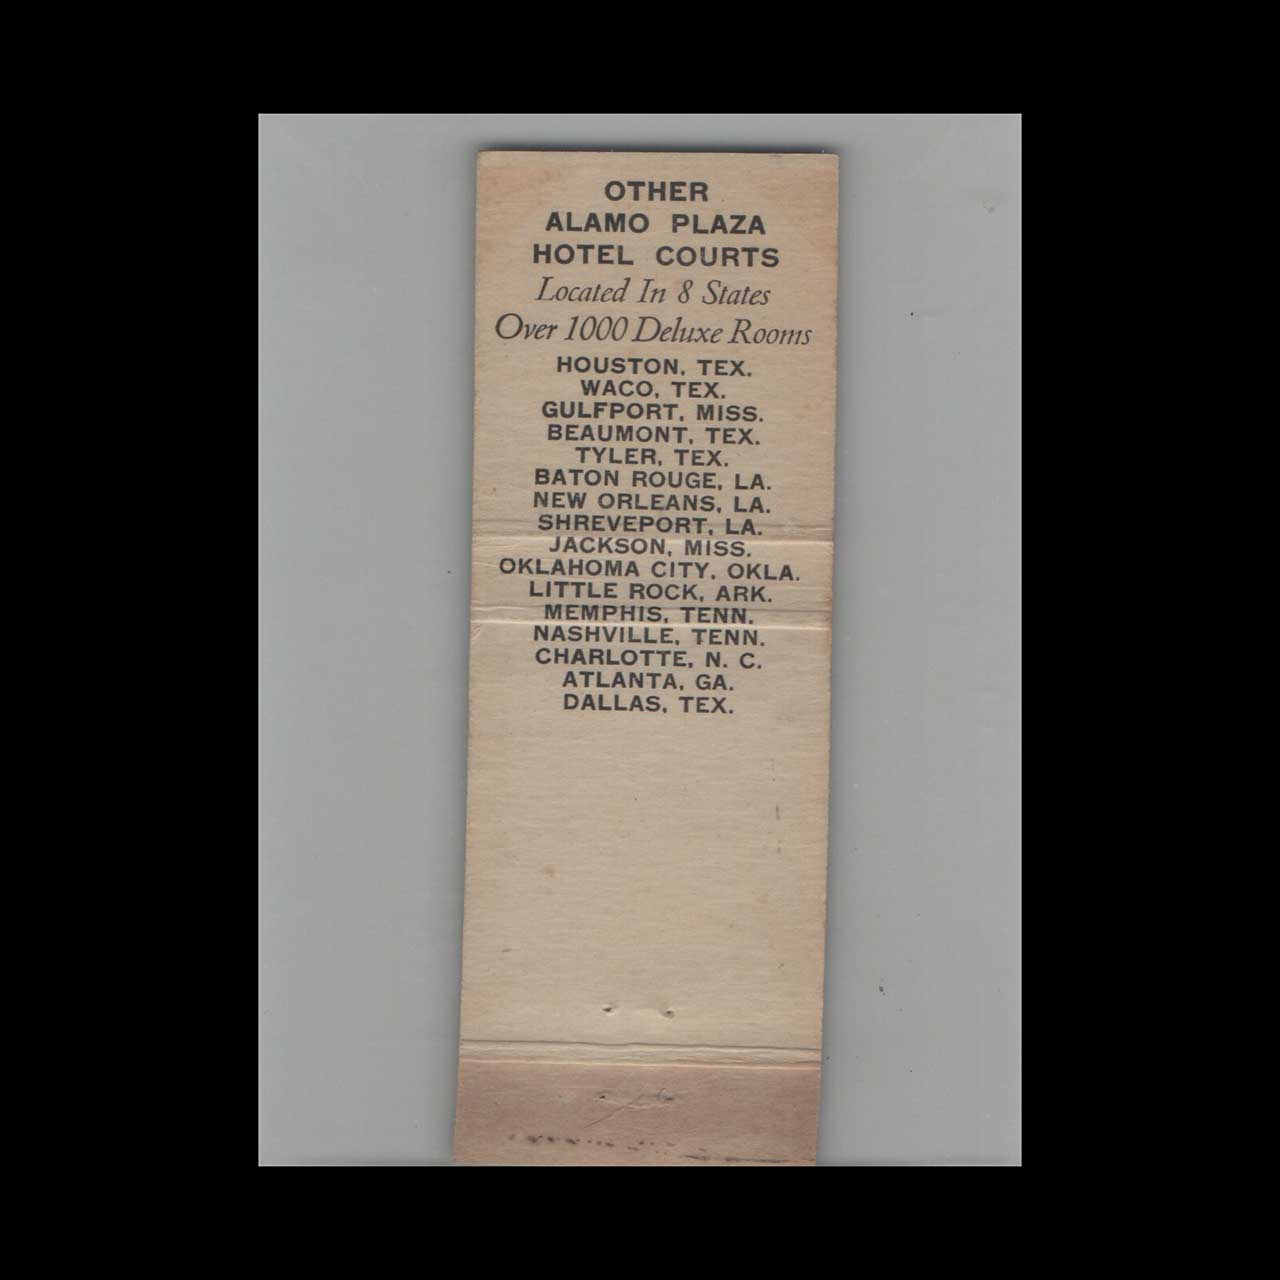 OTHER
ALAMO PLAZA
HOTEL COURTS
Located In 8 States
Over 1000 Deluxe Rooms
HOUSTON, TEX.
WACO, TEX.
GULFPORT, MISS.
BEAUMONT, TEX.
TYLER, TEX.
BATON ROUGE, LA.
NEW ORLEANS, LA.
SHREVEPORT, LA.
JACKSON, MISS.
OKLAHOMA CITY, OKLA.
LITTLE ROCK, ARK.
MEMPHIS, TENN.
NASHVILLE, TENN.
CHARLOTTE, N. C.
ATLANTA, GA.
DALLAS, TEX.